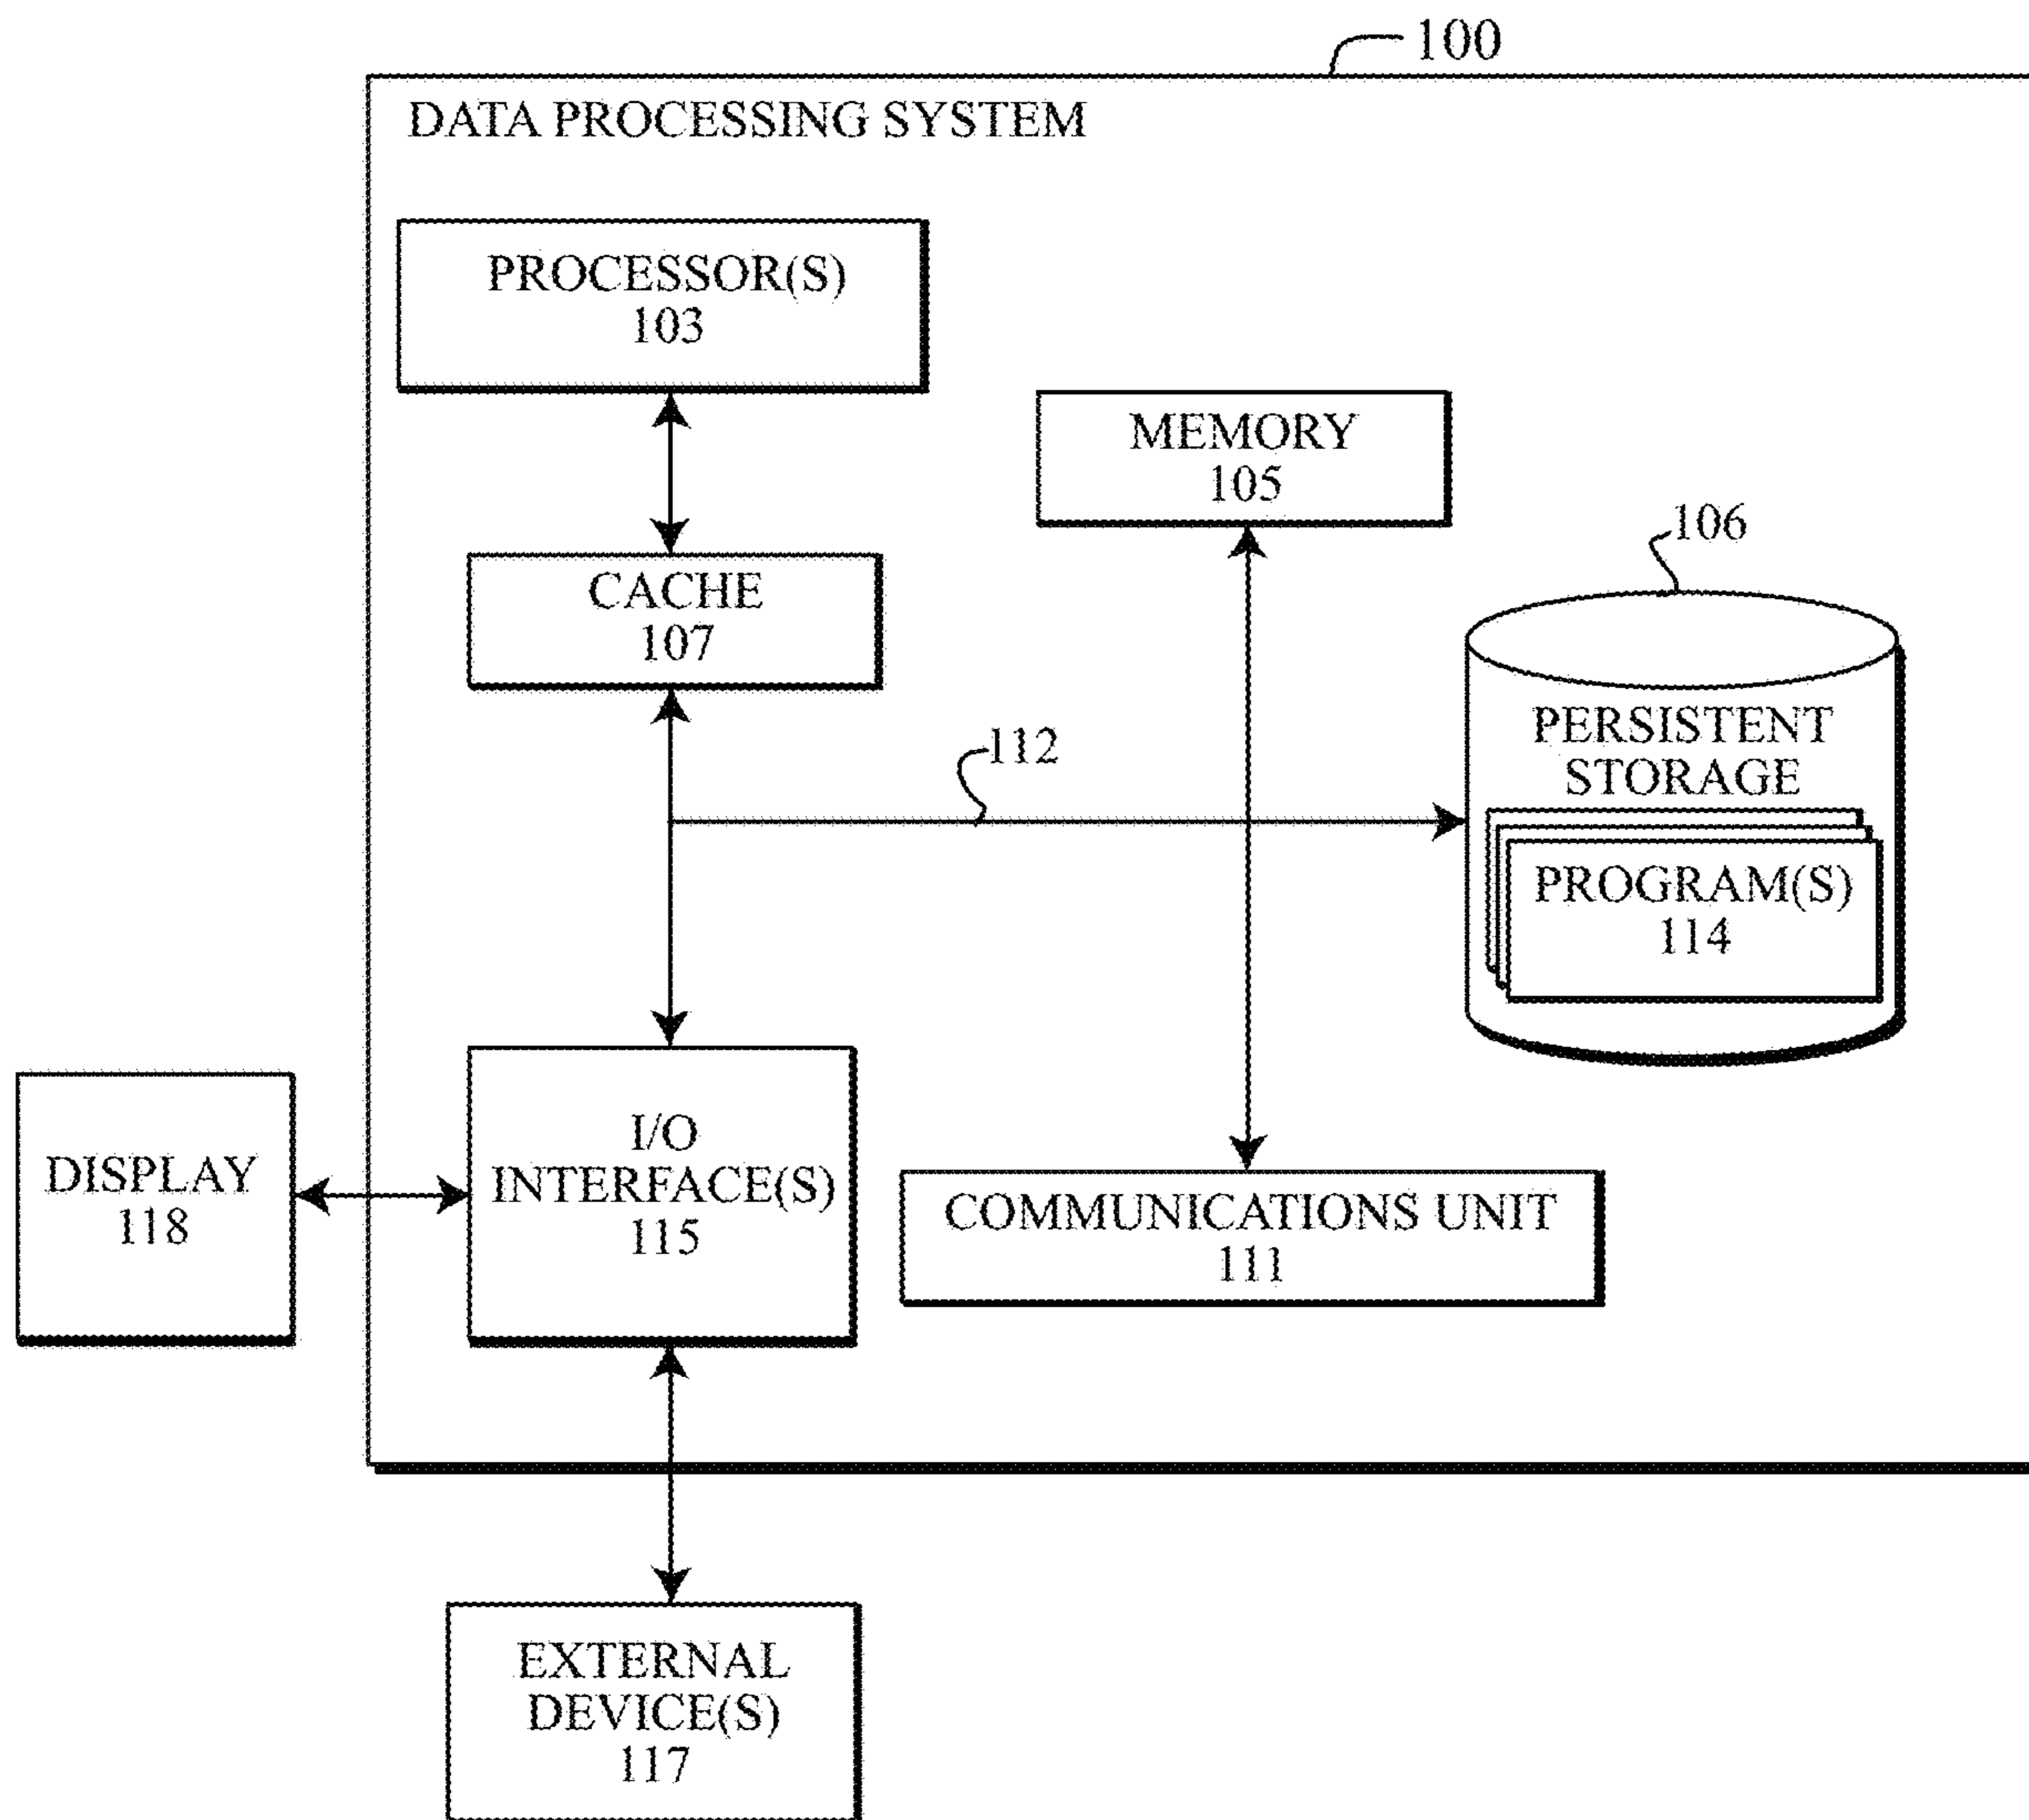 100
DATA PROCESSING SYSTEM
PROCESSOR(S)
103
MEMORY
105
106
CACHE
107
PERSISTENT
STORAGE
112
PROGRAM(S)
114
I/O
INTERFACE(S)
115
DISPLAY
118
COMMUNICATIONS UNIT
111
EXTERNAL
DEVICE(S)
117